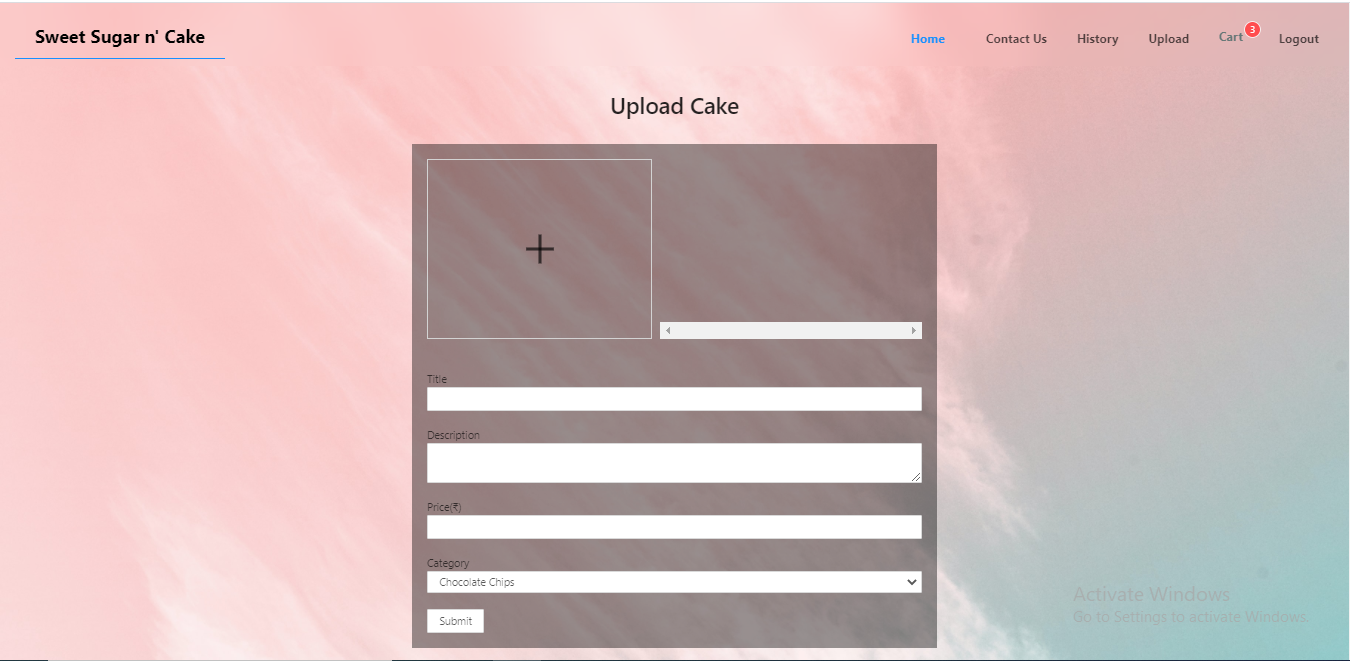 Sweet Sugar n' Cake
Home Contact Us History Upload Cart 3 Logout
Upload Cake
Title
Description
Price(₹)
Category
Chocolate Chips
Submit
Activate Windows
Go to Settings to activate Windows.